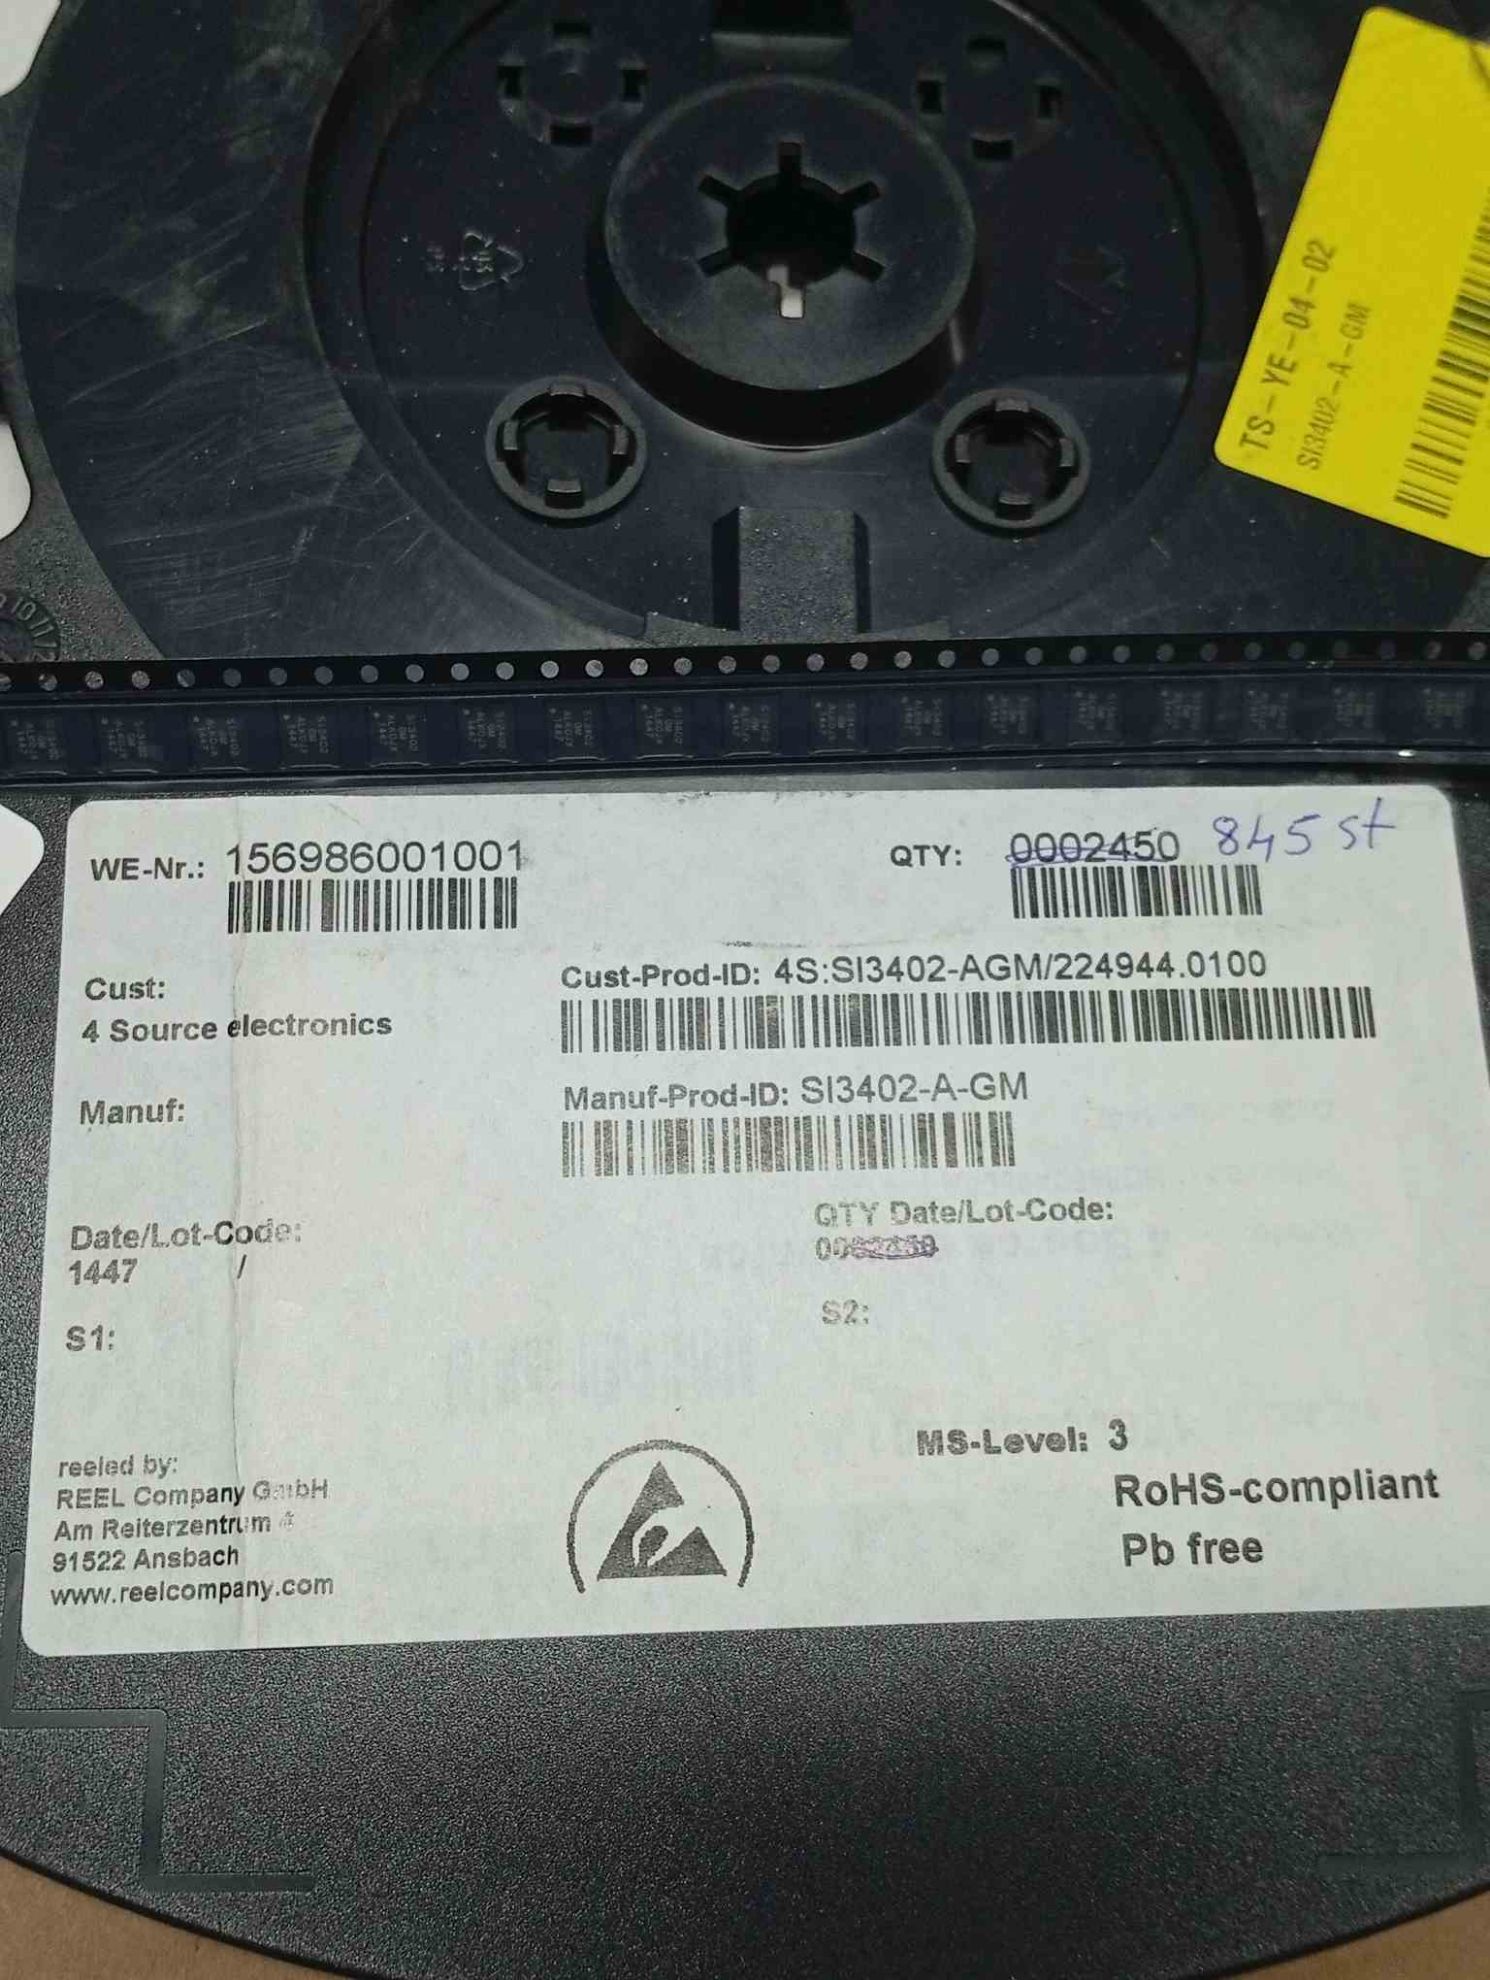 TS-YE-04-02
SI3402-A-GM
WE-Nr.: 156986001001
QTY: 0002450 845 st
Cust:
4 Source electronics
Cust-Prod-ID: 4S:SI3402-AGM/224944.0100
Manuf:
Manuf-Prod-ID: SI3402-A-GM
Date/Lot-Code:
1447 /
QTY Date/Lot-Code:
S1:
S2:
MS-Level: 3
RoHS-compliant
Pb free
reeled by:
REEL Company GmbH
Am Reiterzentrum 4
91522 Ansbach
www.reelcompany.com